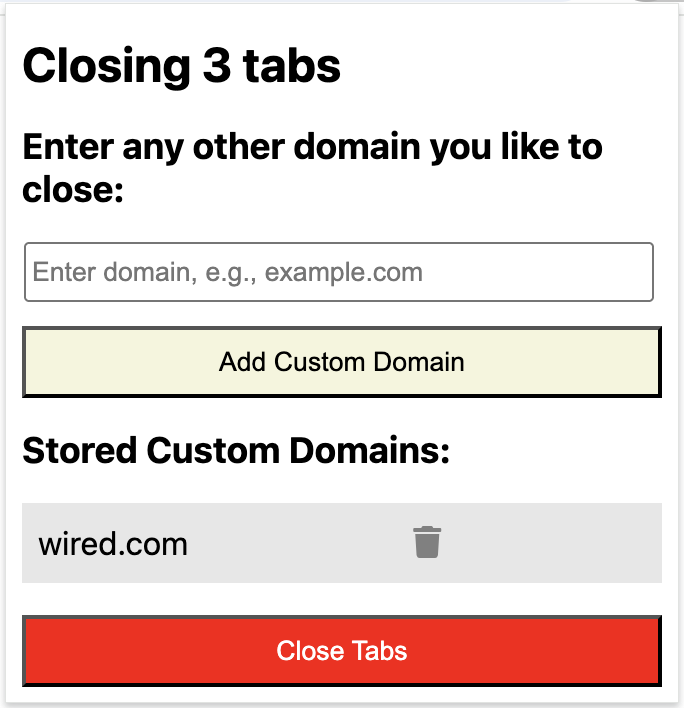 Closing 3 tabs
Enter any other domain you like to
close:
Enter domain, e.g., example.com
Add Custom Domain
Stored Custom Domains:
wired.com
Close Tabs